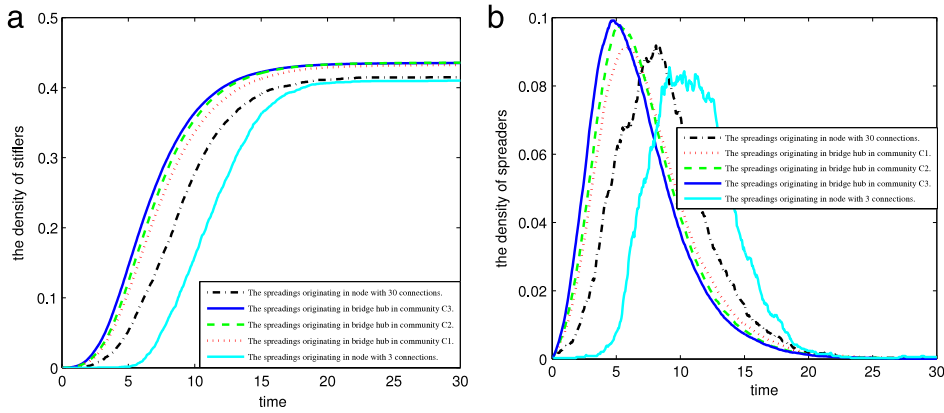 a
the density of stiflers
0.5
0.4
0.3
0.2
0.1
0
0 5 10 15 20 25 30
time
The spreadings originating in node with 30 connections.
The spreadings originating in bridge hub in community C3.
The spreadings originating in bridge hub in community C2.
The spreadings originating in bridge hub in community C1.
The spreadings originating in node with 3 connections.
b
the density of spreaders
0.1
0.08
0.06
0.04
0.02
0
0 5 10 15 20 25 30
time
The spreadings originating in node with 30 connections.
The spreadings originating in bridge hub in community C1.
The spreadings originating in bridge hub in community C2.
The spreadings originating in bridge hub in community C3.
The spreadings originating in node with 3 connections.